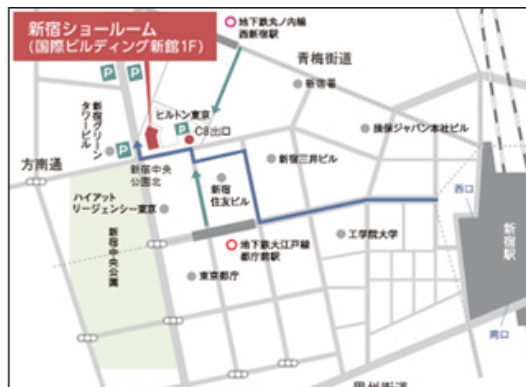 新宿ショールーム
(国際ビルディング新館1F)
地下鉄丸ノ内線
西新宿駅
青梅街道
P
P
新宿署
ヒルトン東京
P
C8出口
新宿グリーン
タワービル
P
損保ジャパン本社ビル
方南通
新宿中央
公園北
新宿三井ビル
新宿
住友ビル
ハイアット
リージェンシー東京
西口
新宿駅
新宿中央公園
地下鉄大江戸線
都庁前駅
工学院大学
東京都庁
南口
甲州街道